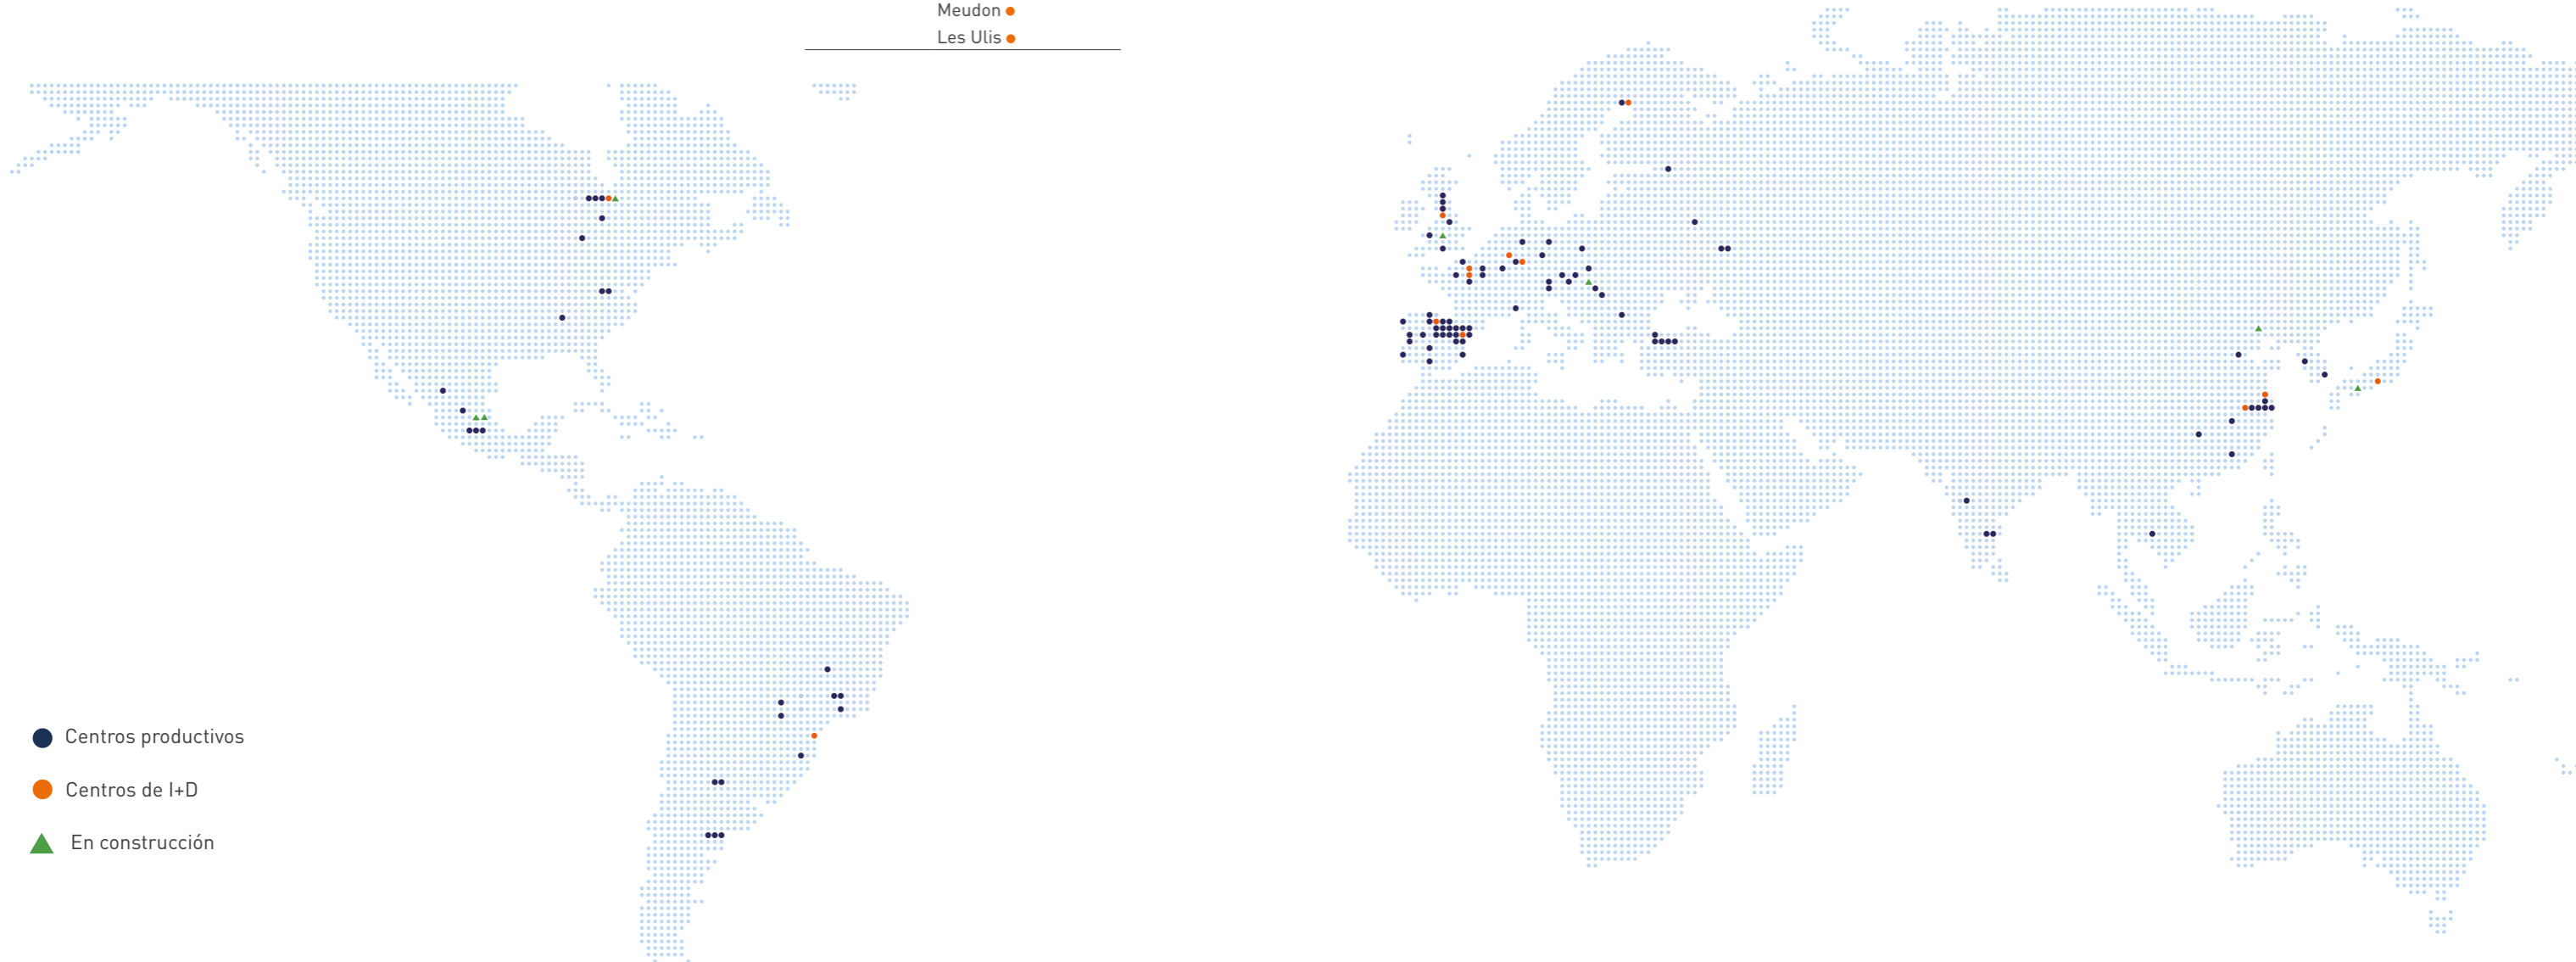 Meudon
Les Ulis
Centros productivos
Centros de I+D
En construcción